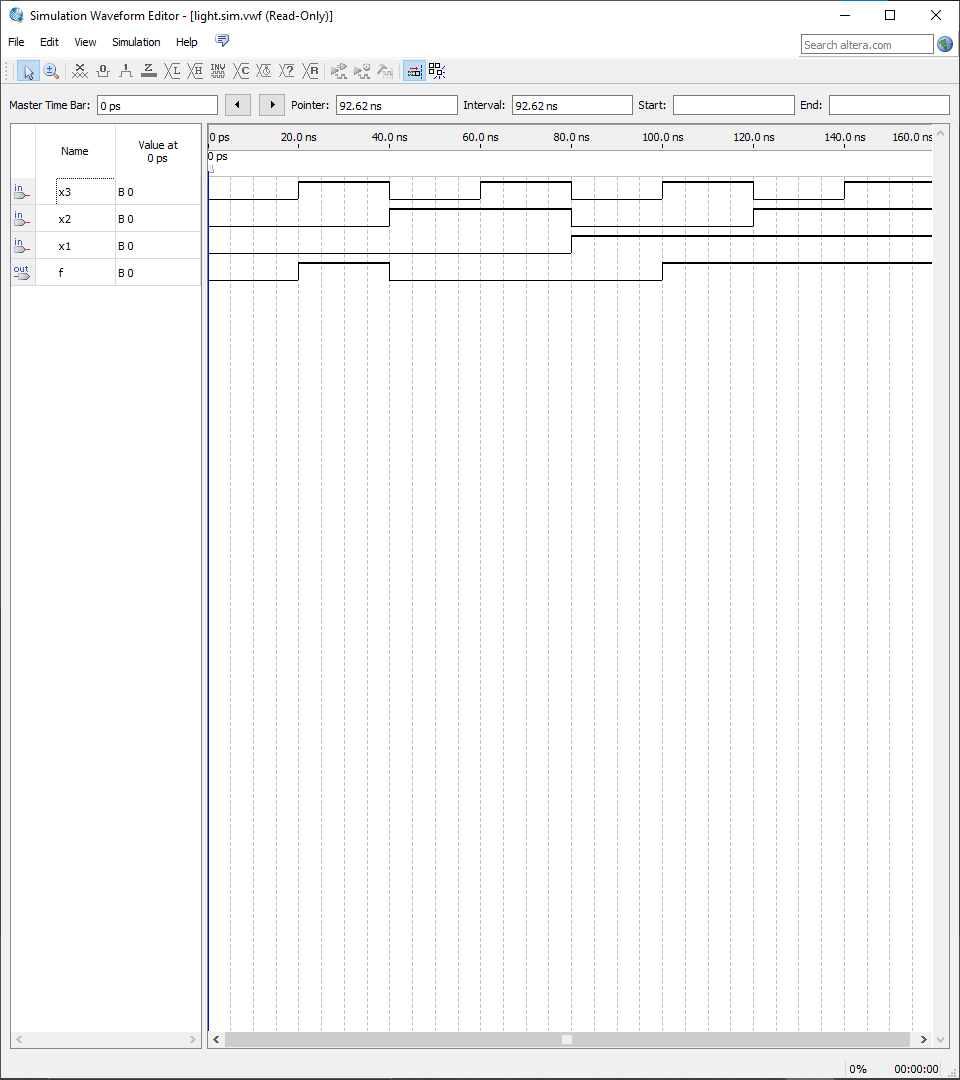 Simulation Waveform Editor - [light.sim.vwf (Read-Only)]
File Edit View Simulation Help
Search altera.com
Master Time Bar: 0 ps Pointer: 92.62 ns Interval: 92.62 ns Start: End:
Name
Value at
0 ps
0 ps 20.0 ns 40.0 ns 60.0 ns 80.0 ns 100.0 ns 120.0 ns 140.0 ns 160.0 ns
0 ps
in x3 B 0
in x2 B 0
in x1 B 0
out f B 0
0% 00:00:00